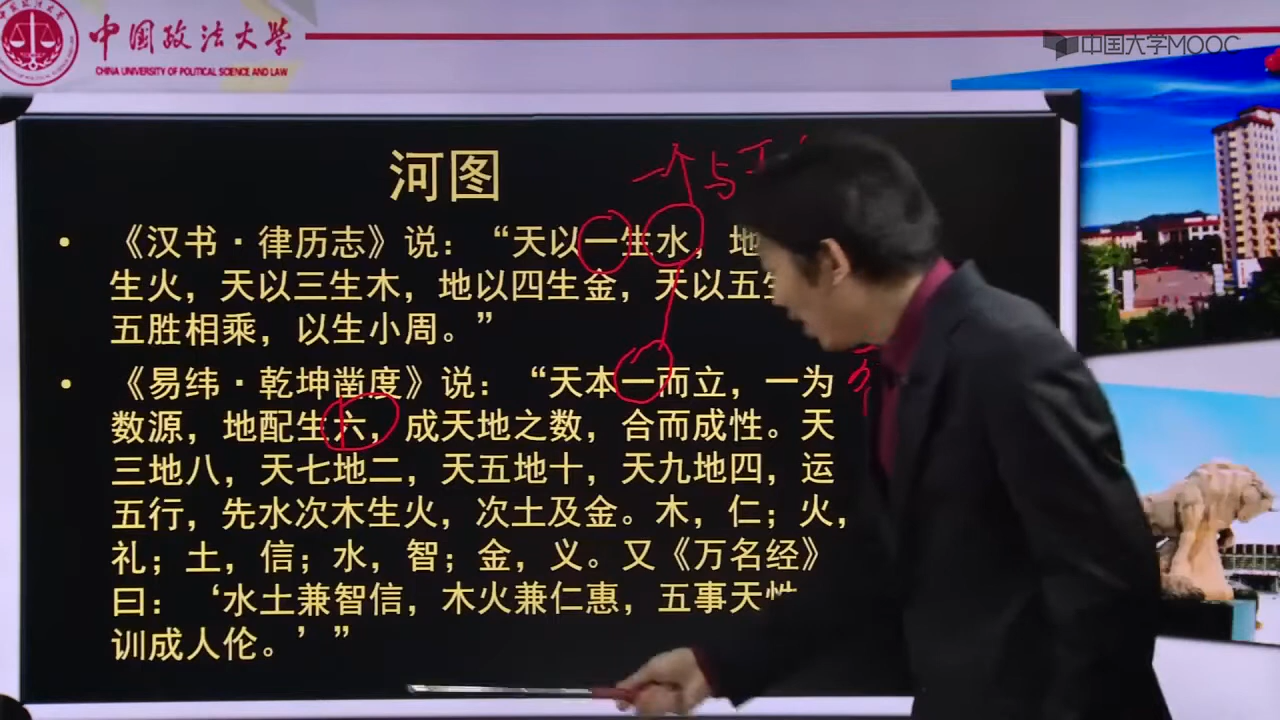 中国政法大学
CHINA UNIVERSITY OF POLITICAL SCIENCE AND LAW
中国大学MOOC
河图
一个与
• 《汉书·律历志》说：“天以一生水，地
生火，天以三生木，地以四生金，天以五生
五胜相乘，以生小周。”
• 《易纬·乾坤凿度》说：“天本一而立，一为
数源，地配生六，成天地之数，合而成性。天
三地八，天七地二，天五地十，天九地四，运
五行，先水次木生火，次土及金。木，仁；火，
礼；土，信；水，智；金，义。又《万名经》
曰：‘水土兼智信，木火兼仁惠，五事天性
训成人伦。’”